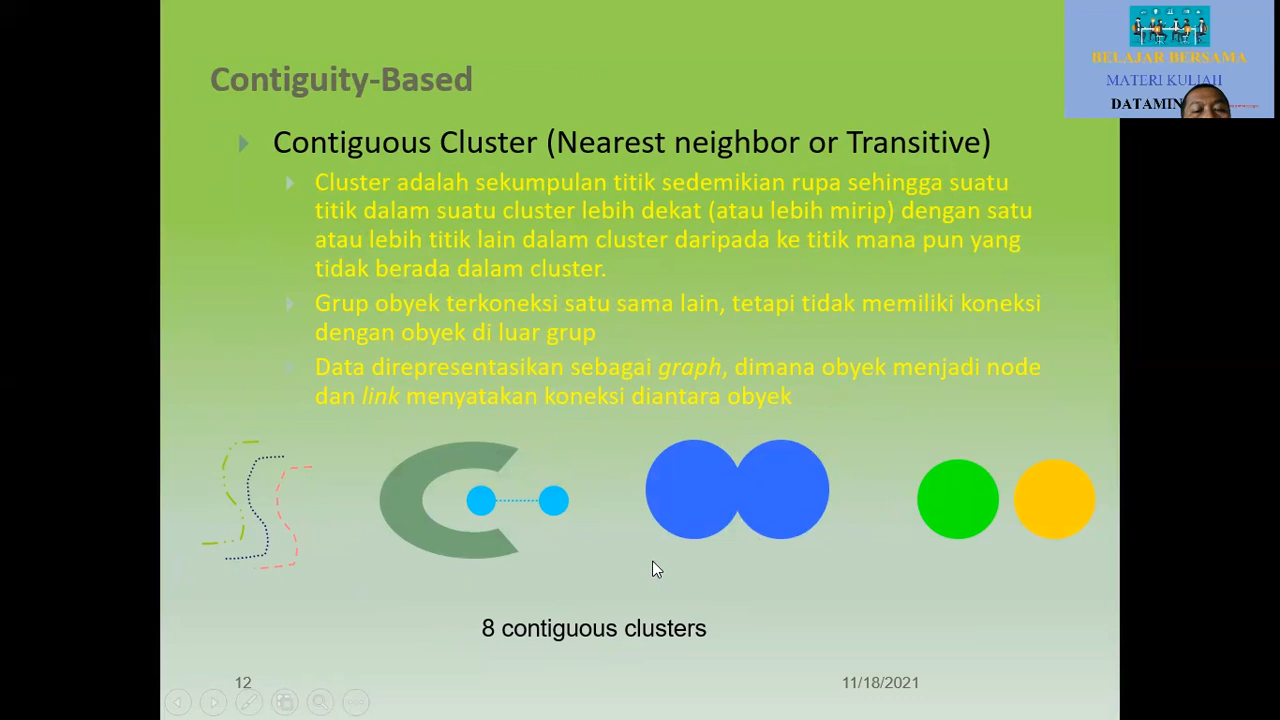 Contiguity-Based
Contiguous Cluster (Nearest neighbor or Transitive)
Cluster adalah sekumpulan titik sedemikian rupa sehingga suatu
titik dalam suatu cluster lebih dekat (atau lebih mirip) dengan satu
atau lebih titik lain dalam cluster daripada ke titik mana pun yang
tidak berada dalam cluster.
Grup obyek terkoneksi satu sama lain, tetapi tidak memiliki koneksi
dengan obyek di luar grup
Data direpresentasikan sebagai graph, dimana obyek menjadi node
dan link menyatakan koneksi diantara obyek
8 contiguous clusters
12
11/18/2021
BELAJAR BERSAMA
MATERI KULIAH